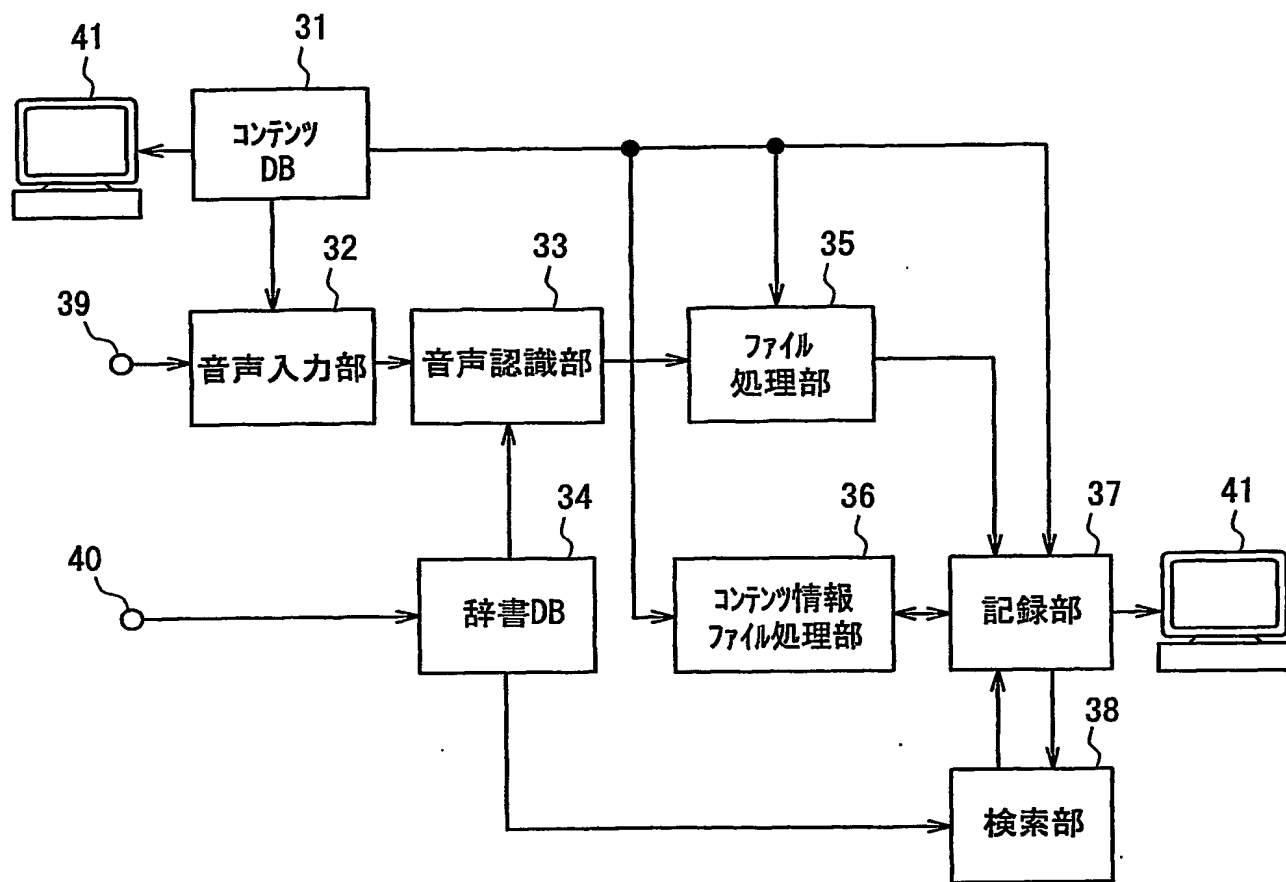 41
31
コンテンツ
DB
32
33
35
39
音声入力部
音声認識部
ファイル
処理部
34
36
37
41
40
辞書DB
コンテンツ情報
ファイル処理部
記録部
38
検索部